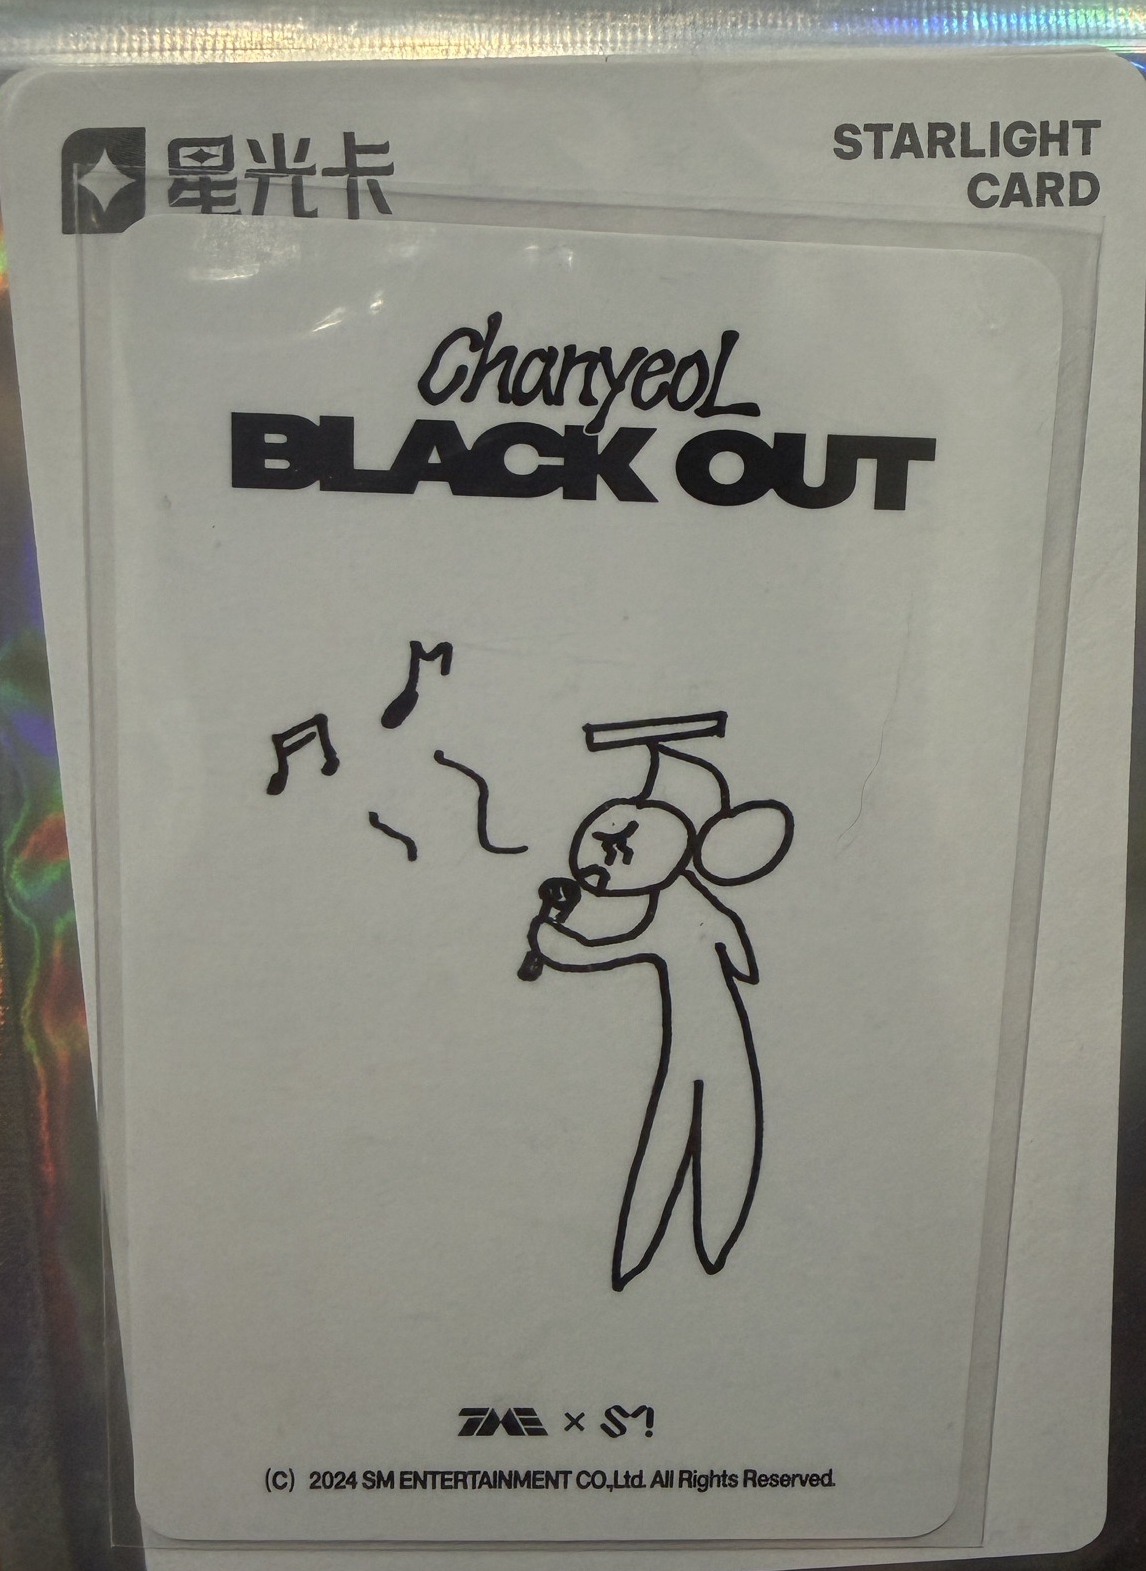 星光卡
STARLIGHT
CARD
Chanyeol
BLACK OUT
TME × SM!
(C) 2024 SM ENTERTAINMENT CO.,Ltd. All Rights Reserved.